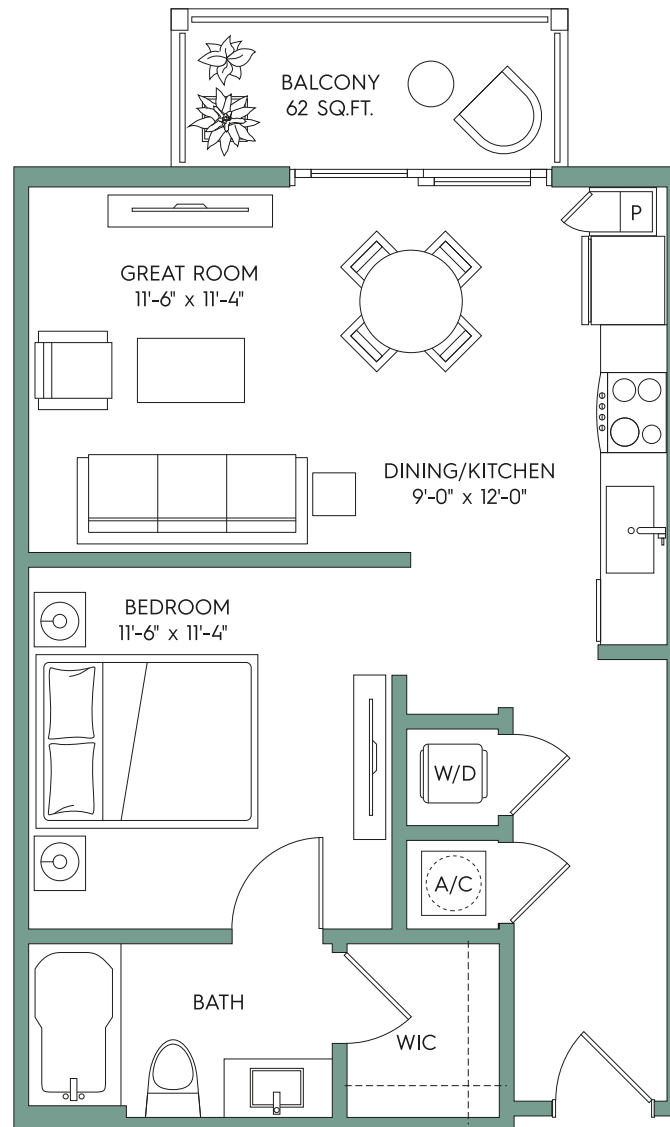 BALCONY
62 SQ.FT.
P
GREAT ROOM
11'-6" x 11'-4"
DINING/KITCHEN
9'-0" x 12'-0"
BEDROOM
11'-6" x 11'-4"
W/D
A/C
BATH
WIC